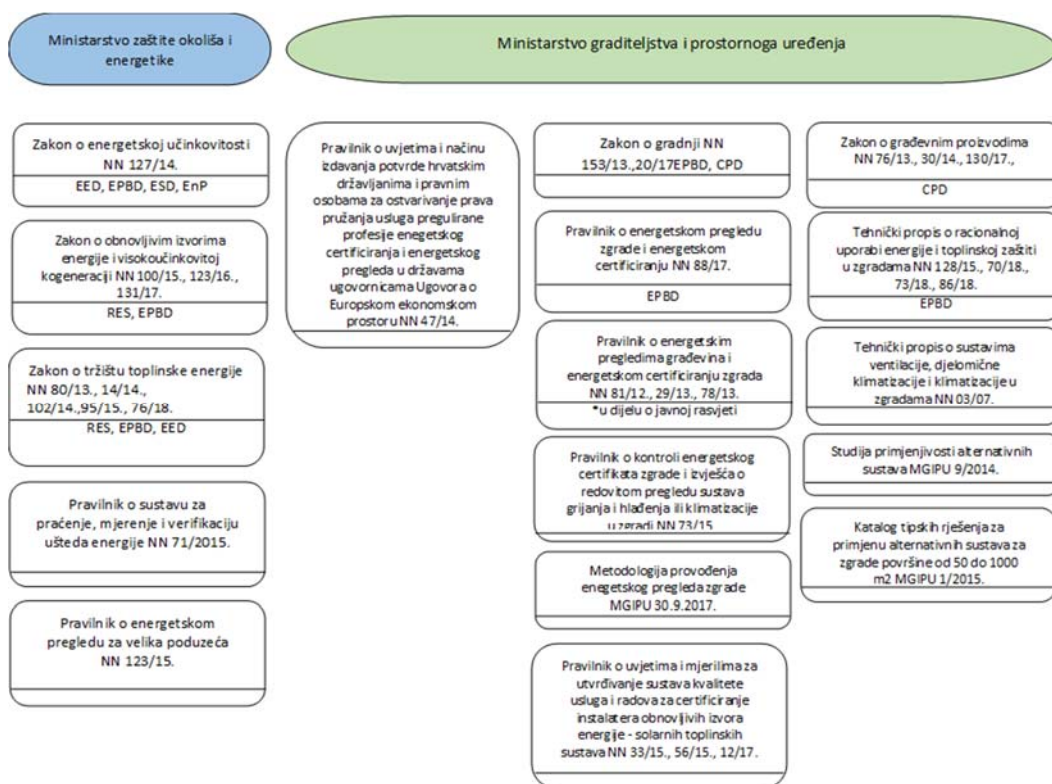 Ministarstvo zaštite okoliša i
energetike
Ministarstvo graditeljstva i prostornoga uređenja
Zakon o energetskoj učinkovitosti
NN 127/14.
EED, EPBD, ESD, EnP
Zakon o obnovljivim izvorima
energije i visokoučinkovitoj
kogeneraciji NN 100/15., 123/16.,
131/17.
RES, EPBD
Zakon o tržištu toplinske energije
NN 80/13., 14/14.,
102/14.,95/15., 76/18.
RES, EPBD, EED
Pravilnik o sustavu za
praćenje, mjerenje i verifikaciju
ušteda energije NN 71/2015.
Pravilnik o energetskom
pregledu za velika poduzeća
NN 123/15.
Pravilnik o uvjetima i načinu
izdavanja potvrde hrvatskim
državljanima i pravnim
osobama za ostvarivanje prava
pružanja usluga pregulirane
profesije enegetskog
certificiranja i energetskog
pregleda u državama
ugovornicama Ugovora o
Europskom ekonomskom
prostoru NN 47/14.
Zakon o gradnji NN
153/13.,20/17EPBD, CPD
Pravilnik o energetskom pregledu
zgrade i energetskom
certificiranju NN 88/17.
EPBD
Pravilnik o energetskim
pregledima građevina i
energetskom certificiranju zgrada
NN 81/12., 29/13., 78/13.
*u dijelu o javnoj rasvjeti
Pravilnik o kontroli energetskog
certifikata zgrade i izvješća o
redovitom pregledu sustava
grijanja i hlađenja ili klimatizacije
u zgradi NN 73/15
Metodologija provođenja
enegetskog pregleda zgrade
MGIPU 30.9.2017.
Pravilnik o uvjetima i mjerilima za
utvrđivanje sustava kvalitete
usluga i radova za certificiranje
instalatera obnovljivih izvora
energije - solarnih toplinskih
sustava NN 33/15., 56/15., 12/17.
Zakon o građevnim proizvodima
NN 76/13., 30/14., 130/17.,
CPD
Tehnički propis o racionalnoj
uporabi energije i toplinskoj zaštiti
u zgradama NN 128/15., 70/18.,
73/18., 86/18.
EPBD
Tehnički propis o sustavima
ventilacije, djelomične
klimatizacije i klimatizacije u
zgradama NN 03/07.
Studija primjenjivosti alternativnih
sustava MGIPU 9/2014.
Katalog tipskih rješenja za
primjenu alternativnih sustava za
zgrade površine od 50 do 1000
m2 MGIPU 1/2015.